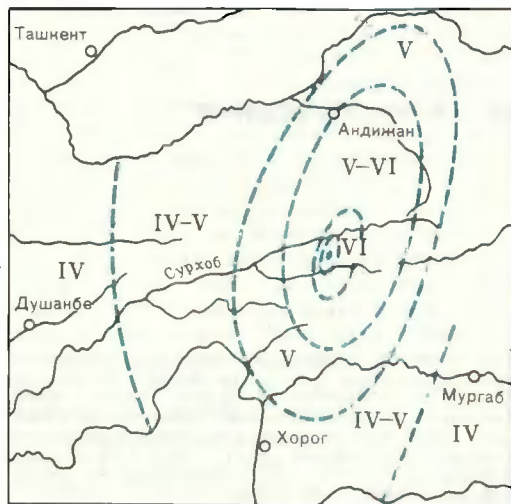 Ташкент
V
Андижан
V–VI
IV–V
VI
IV
Сурхоб
Душанбе
V
Мургаб
IV–V
IV
Хорог